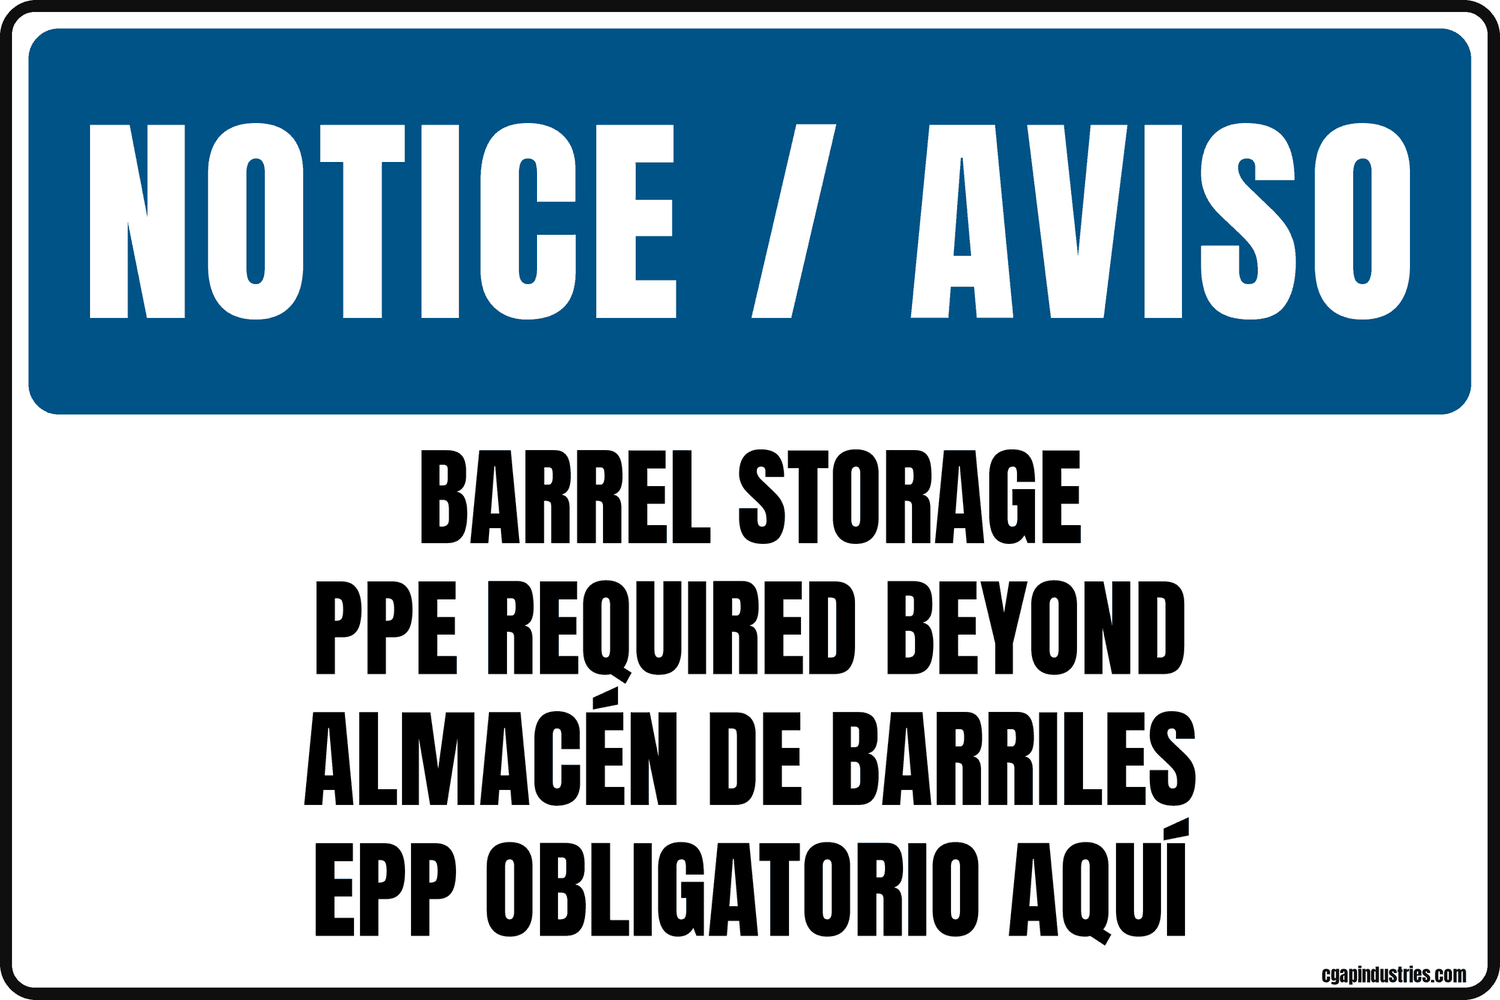 NOTICE / AVISO
BARREL STORAGE
PPE REQUIRED BEYOND
ALMACÉN DE BARRILES
EPP OBLIGATORIO AQUÍ
cgapindustries.com